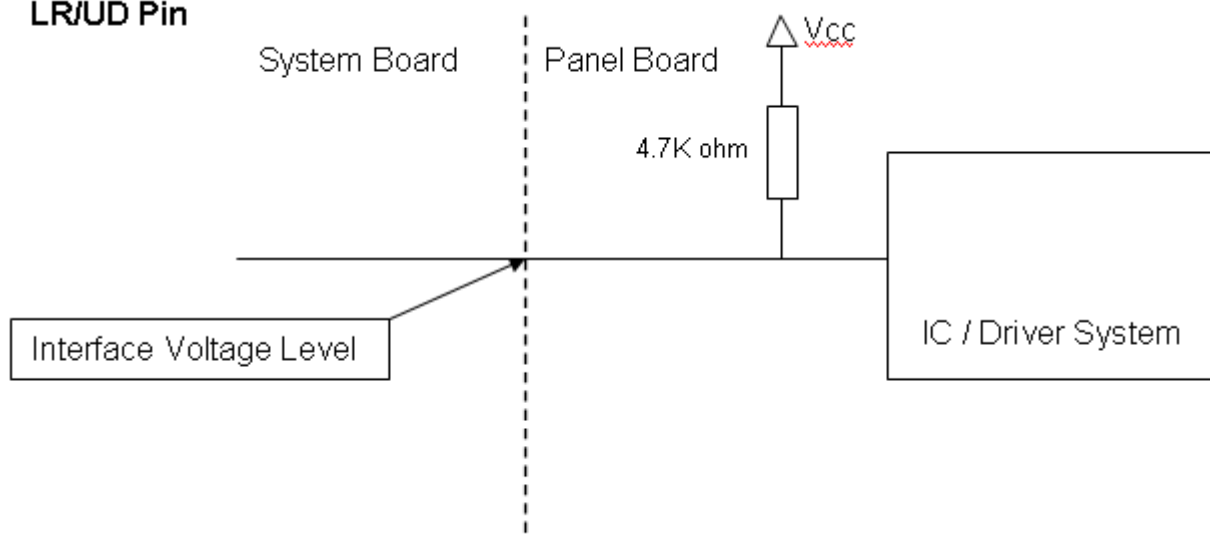 LR/UD Pin
Vcc
System Board
Panel Board
4.7K ohm
Interface Voltage Level
IC / Driver System